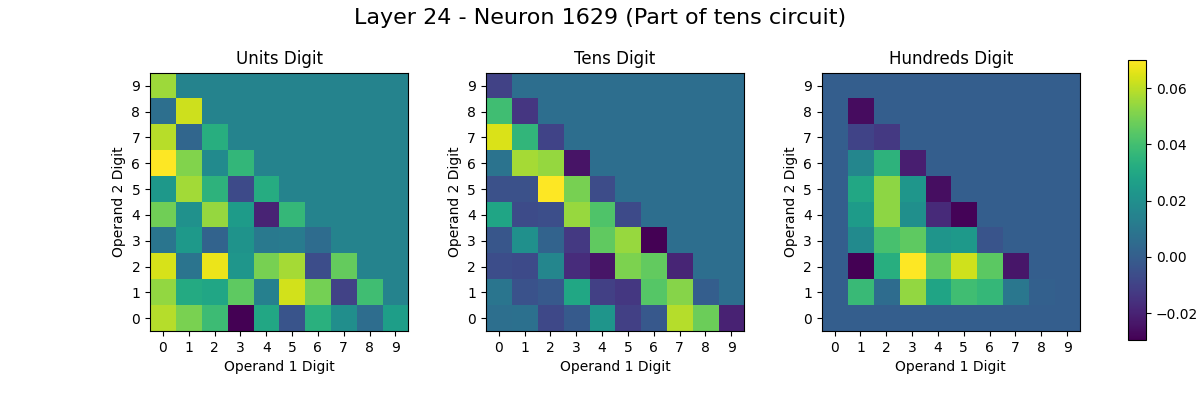 Layer 24 - Neuron 1629 (Part of tens circuit)
Units Digit
Operand 2 Digit
9
8
7
6
5
4
3
2
1
0
0 1 2 3 4 5 6 7 8 9
Operand 1 Digit
Tens Digit
Operand 2 Digit
9
8
7
6
5
4
3
2
1
0
0 1 2 3 4 5 6 7 8 9
Operand 1 Digit
Hundreds Digit
Operand 2 Digit
9
8
7
6
5
4
3
2
1
0
0 1 2 3 4 5 6 7 8 9
Operand 1 Digit
0.06
0.04
0.02
0.00
−0.02